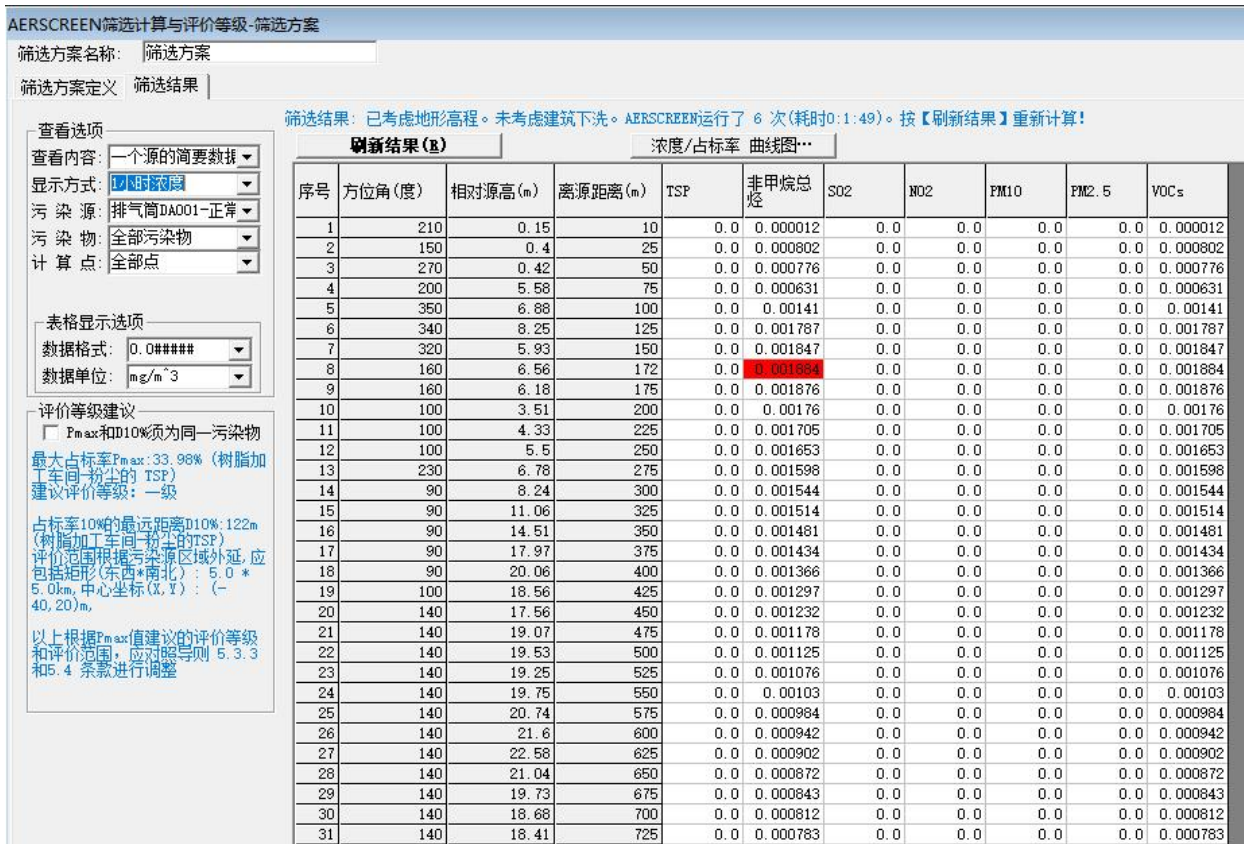 AERSCREEN筛选计算与评价等级-筛选方案
筛选方案名称: 筛选方案
筛选方案定义 筛选结果
筛选结果: 已考虑地形高程。未考虑建筑下洗。AERSCREEN运行了 6 次(耗时0:1:49)。按【刷新结果】重新计算!
刷新结果(R) 浓度/占标率 曲线图…
查看选项
查看内容: 一个源的简要数据
显示方式: 1小时浓度
污 染 源: 排气筒DA001-正常
污 染 物: 全部污染物
计 算 点: 全部点
表格显示选项
数据格式: 0.0#####
数据单位: mg/m^3
评价等级建议
Pmax和D10%须为同一污染物
最大占标率Pmax:33.98% (树脂加
工车间-粉尘的 TSP)
建议评价等级: 一级
占标率10%的最远距离D10%:122m
(树脂加工车间-粉尘的TSP)
评价范围根据污染源区域外延,应
包括矩形(东西*南北) : 5.0 *
5.0km,中心坐标(X,Y) : (-
40,20)m,
以上根据Pmax值建议的评价等级
和评价范围,应对照导则 5.3.3
和5.4 条款进行调整
序号 方位角(度) 相对源高(m) 离源距离(m) TSP 非甲烷总烃 SO2 NO2 PM10 PM2.5 VOCs
1 210 0.15 10 0.0 0.000012 0.0 0.0 0.0 0.0 0.000012
2 150 0.4 25 0.0 0.000802 0.0 0.0 0.0 0.0 0.000802
3 270 0.42 50 0.0 0.000776 0.0 0.0 0.0 0.0 0.000776
4 200 5.58 75 0.0 0.000631 0.0 0.0 0.0 0.0 0.000631
5 350 6.88 100 0.0 0.00141 0.0 0.0 0.0 0.0 0.00141
6 340 8.25 125 0.0 0.001787 0.0 0.0 0.0 0.0 0.001787
7 320 5.93 150 0.0 0.001847 0.0 0.0 0.0 0.0 0.001847
8 160 6.56 172 0.0 0.001884 0.0 0.0 0.0 0.0 0.001884
9 160 6.18 175 0.0 0.001876 0.0 0.0 0.0 0.0 0.001876
10 100 3.51 200 0.0 0.00176 0.0 0.0 0.0 0.0 0.00176
11 100 4.33 225 0.0 0.001705 0.0 0.0 0.0 0.0 0.001705
12 100 5.5 250 0.0 0.001653 0.0 0.0 0.0 0.0 0.001653
13 230 6.78 275 0.0 0.001598 0.0 0.0 0.0 0.0 0.001598
14 90 8.24 300 0.0 0.001544 0.0 0.0 0.0 0.0 0.001544
15 90 11.06 325 0.0 0.001514 0.0 0.0 0.0 0.0 0.001514
16 90 14.51 350 0.0 0.001481 0.0 0.0 0.0 0.0 0.001481
17 90 17.97 375 0.0 0.001434 0.0 0.0 0.0 0.0 0.001434
18 90 20.06 400 0.0 0.001366 0.0 0.0 0.0 0.0 0.001366
19 100 18.56 425 0.0 0.001297 0.0 0.0 0.0 0.0 0.001297
20 140 17.56 450 0.0 0.001232 0.0 0.0 0.0 0.0 0.001232
21 140 19.07 475 0.0 0.001178 0.0 0.0 0.0 0.0 0.001178
22 140 19.53 500 0.0 0.001125 0.0 0.0 0.0 0.0 0.001125
23 140 19.25 525 0.0 0.001076 0.0 0.0 0.0 0.0 0.001076
24 140 19.75 550 0.0 0.00103 0.0 0.0 0.0 0.0 0.00103
25 140 20.74 575 0.0 0.000984 0.0 0.0 0.0 0.0 0.000984
26 140 21.6 600 0.0 0.000942 0.0 0.0 0.0 0.0 0.000942
27 140 22.58 625 0.0 0.000902 0.0 0.0 0.0 0.0 0.000902
28 140 21.04 650 0.0 0.000872 0.0 0.0 0.0 0.0 0.000872
29 140 19.73 675 0.0 0.000843 0.0 0.0 0.0 0.0 0.000843
30 140 18.68 700 0.0 0.000812 0.0 0.0 0.0 0.0 0.000812
31 140 18.41 725 0.0 0.000783 0.0 0.0 0.0 0.0 0.000783